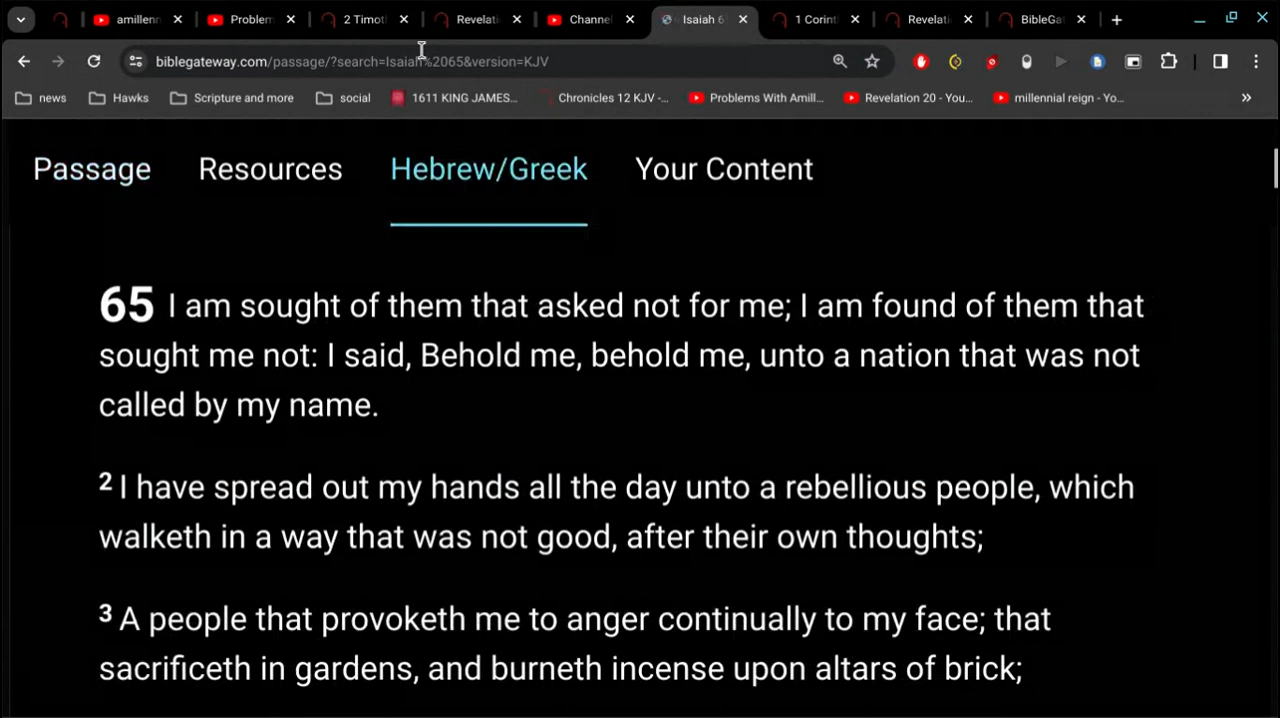 amillenn
Problem
2 Timot
Revelati
Channel
Isaiah 6
1 Corint
Revelati
BibleGa
biblegateway.com/passage/?search=Isaiah%2065&version=KJV
news
Hawks
Scripture and more
social
1611 KING JAMES...
Chronicles 12 KJV -...
Problems With Amill...
Revelation 20 - You...
millennial reign - Yo...
Passage
Resources
Hebrew/Greek
Your Content
65 I am sought of them that asked not for me; I am found of them that
sought me not: I said, Behold me, behold me, unto a nation that was not
called by my name.
2 I have spread out my hands all the day unto a rebellious people, which
walketh in a way that was not good, after their own thoughts;
3 A people that provoketh me to anger continually to my face; that
sacrificeth in gardens, and burneth incense upon altars of brick;